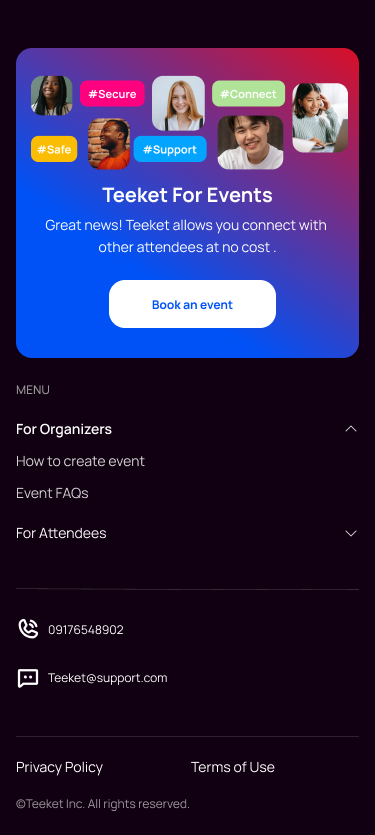 #Secure
#Connect
#Safe
#Support
Teeket For Events
Great news! Teeket allows you connect with
other attendees at no cost .
Book an event
MENU
For Organizers
How to create event
Event FAQs
For Attendees
09176548902
Teeket@support.com
Privacy Policy
Terms of Use
©Teeket Inc. All rights reserved.